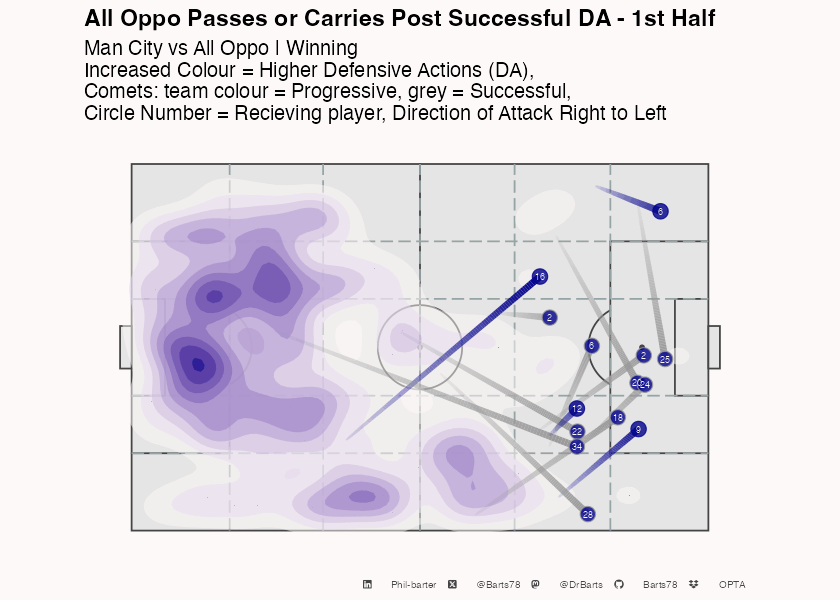 All Oppo Passes or Carries Post Successful DA - 1st Half
Man City vs All Oppo | Winning
Increased Colour = Higher Defensive Actions (DA),
Comets: team colour = Progressive, grey = Successful,
Circle Number = Recieving player, Direction of Attack Right to Left
6
16
2
6
2
25
24
12
18
22
9
34
28
Phil-barter @Barts78 @DrBarts Barts78 OPTA